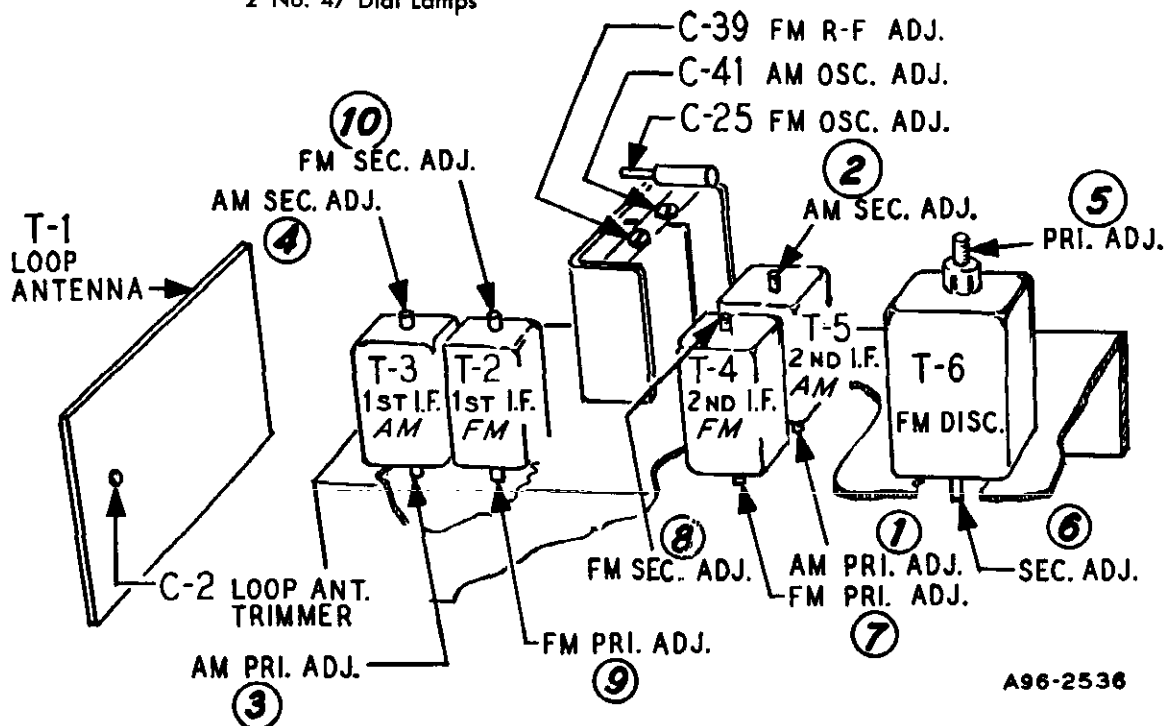 2 No. 47 Dial Lamps
C-39 FM R-F ADJ.
C-41 AM OSC. ADJ.
C-25 FM OSC. ADJ.
10
FM SEC. ADJ.
2
AM SEC. ADJ.
AM SEC. ADJ.
4
5
PRI. ADJ.
T-1
LOOP
ANTENNA
T-3
1ST I.F.
AM
T-2
1ST I.F.
FM
T-4
2ND I.F.
FM
T-5
2ND I.F.
AM
T-6
FM DISC.
8
FM SEC. ADJ.
1
AM PRI. ADJ.
FM PRI. ADJ.
7
6
SEC. ADJ.
C-2 LOOP ANT.
TRIMMER
AM PRI. ADJ.
3
FM PRI. ADJ.
9
A96-2536